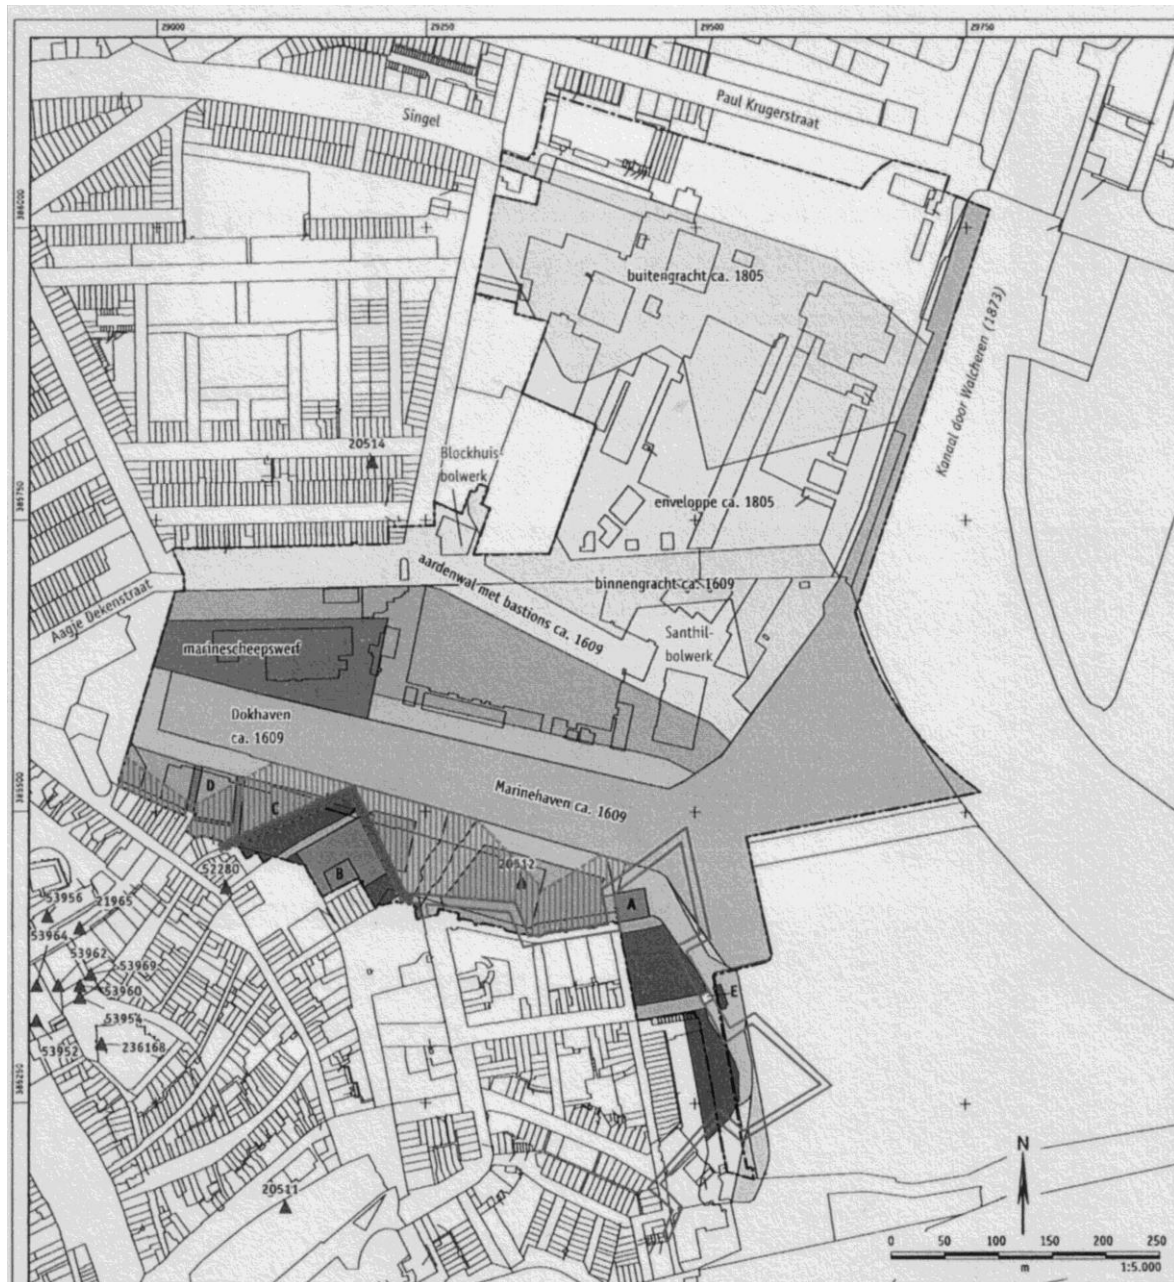 29000
29250
29500
29750
Singel
Paul Krugerstraat
386000
buitengracht ca. 1805
Kanaal door Walcheren (1873)
20514
Blockhuis-
bolwerk
385750
enveloppe ca. 1805
aardenwal met bastions ca. 1609
binnengracht ca. 1609
Aagje Dekenstraat
Santhil-
bolwerk
marinescheepswerf
Dokhaven
ca. 1609
Marinehaven ca. 1609
385500
D
C
20512
52280
B
53956
21965
A
53964
53962
53969
53960
E
53954
53952
236168
385250
20511
N
0
50
100
150
200
250
m
1:5.000